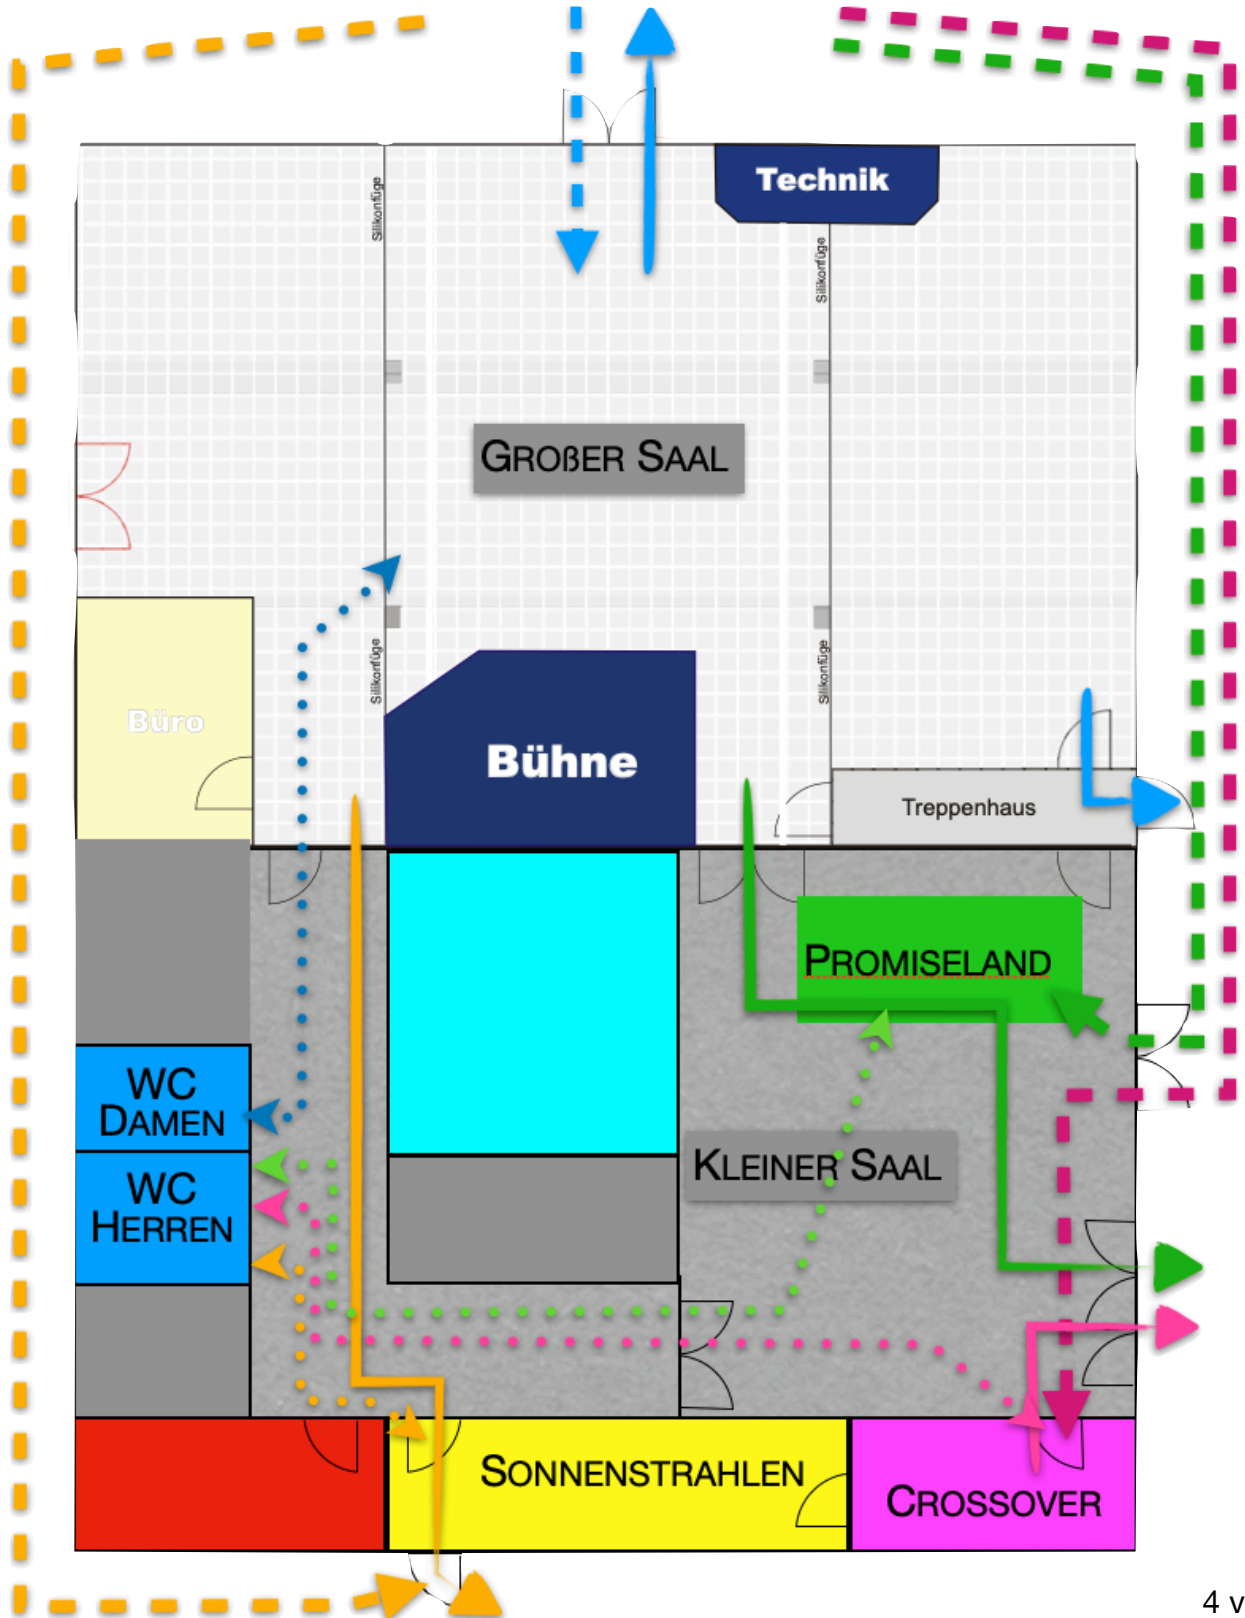 Technik
Silikonfüge
Silikonfüge
GROßER SAAL
Silikonfüge
Silikonfüge
Büro
Bühne
Treppenhaus
PROMISELAND
WC
DAMEN
KLEINER SAAL
WC
HERREN
SONNENSTRAHLEN
CROSSOVER
4 v